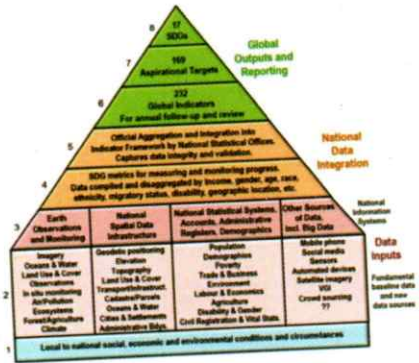 8
17
SDGs
7
169
Aspirational Targets
Global
Outputs and
Reporting
6
232
Global Indicators
For annual follow-up and review
5
Official Aggregation and Integration into
Indicator Framework by National Statistical Offices.
Captures data integrity and validation.
National
Data
Integration
4
SDG metrics for measuring and monitoring progress.
Data compiled and disaggregated by income, gender, age, race,
ethnicity, migratory status, disability, geographic location, etc.
3
Earth
Observations
and Monitoring
National
Spatial Data
Infrastructure
National Statistical System
Accounts, Administrative
Registers, Demographics
Other Sources
of Data,
incl. Big Data
National
Information
Systems
2
Imagery
Oceans & Water
Land Use & Cover
Observations
In situ monitoring
Air/Pollution
Ecosystems
Forest/Agriculture
Climate
Geodesy/positioning
Elevation
Topography
Land Use & Cover
Transport/Infrastruct.
Cadastre/Parcels
Oceans & Water
Cities & Settlements
Administrative Bdys.
Population
Demographics
Poverty
Trade & Business
Environment
Labour & Economics
Agriculture
Disability & Gender
Civil Registration & Vital Stats.
Mobile phone
Social media
Sensors
Automated devices
Satellite imagery
VGI
Crowd sourcing
??
Data
Inputs
Fundamental
baseline data
and new
data sources
1
Local to national social, economic and environmental conditions and circumstances